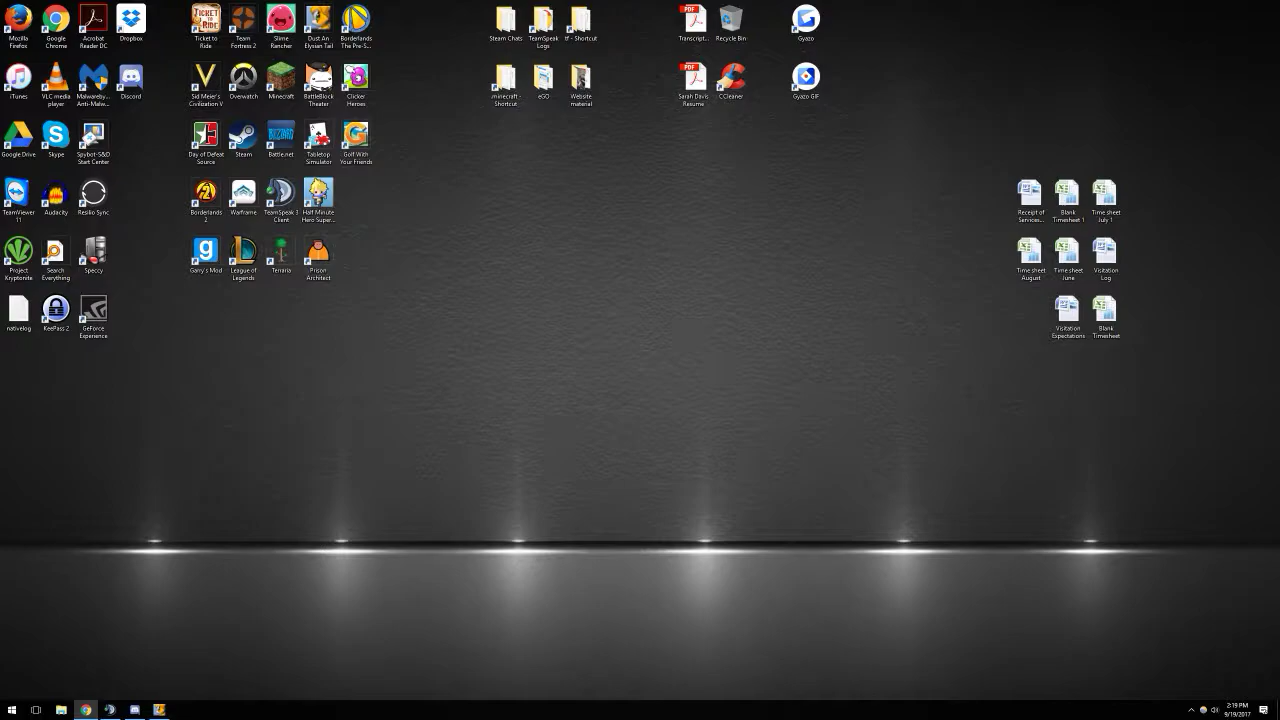 Mozilla
Firefox
Google
Chrome
Acrobat
Reader DC
Dropbox
Ticket to
Ride
Team
Fortress 2
Slime
Rancher
Dust An
Elysian Tail
Borderlands
The Pre-S...
Steam Chats
TeamSpeak
Logs
tf - Shortcut
PDF
Transcript...
Recycle Bin
Gyazo
iTunes
VLC media
player
Malwareby...
Anti-Malw...
Discord
Sid Meier's
Civilization V
Overwatch
Minecraft
BattleBlock
Theater
Clicker
Heroes
.minecraft -
Shortcut
eGO
Website
material
PDF
Sarah Davis
Resume
CCleaner
Gyazo GIF
Google Drive
Skype
Spybot-S&D
Start Center
Day of Defeat
Source
Steam
Battle.net
Tabletop
Simulator
Golf With
Your Friends
TeamViewer
11
Audacity
Resilio Sync
Borderlands
2
Warframe
TeamSpeak 3
Client
Half Minute
Hero Super...
Receipt of
Services...
Blank
Timesheet 1
Time sheet
July 1
Project
Kryptonite
Search
Everything
Speccy
Garry's Mod
League of
Legends
Terraria
Prison
Architect
Time sheet
August
Time sheet
June
Visitation
Log
nativelog
KeePass 2
GeForce
Experience
Visitation
Expectations
Blank
Timesheet
2:19 PM
9/19/2017